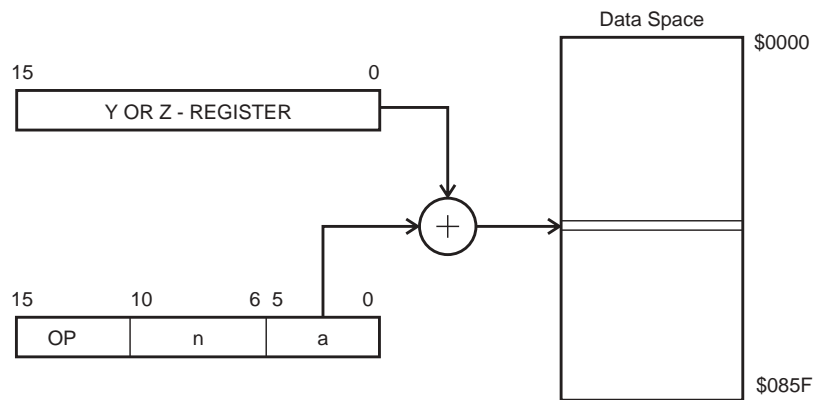 Data Space
$0000
15 0
Y OR Z - REGISTER
+
15 10 6 5 0
OP n a
$085F